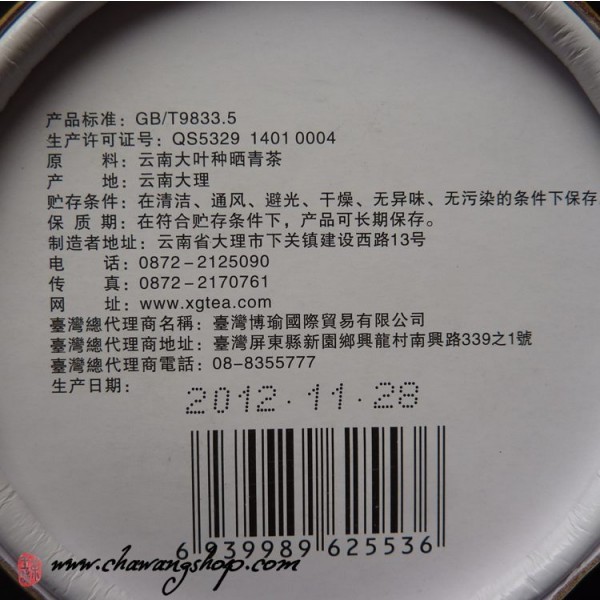 产品标准：GB/T9833.5
生产许可证号：QS5329 1401 0004
原　　料：云南大叶种晒青茶
产　　地：云南大理
贮存条件：在清洁、通风、避光、干燥、无异味、无污染的条件下保存
保 质 期：在符合贮存条件下，产品可长期保存。
制造者地址：云南省大理市下关镇建设西路13号
电　　话：0872-2125090
传　　真：0872-2170761
网　　址：www.xgtea.com
臺灣總代理商名稱：臺灣博瑜國際貿易有限公司
臺灣總代理商地址：臺灣屏東縣新園鄉興龍村南興路339之1號
臺灣總代理商電話：08-8355777
生产日期：
2012.11.28
6 939989 625536
www.chawangshop.com